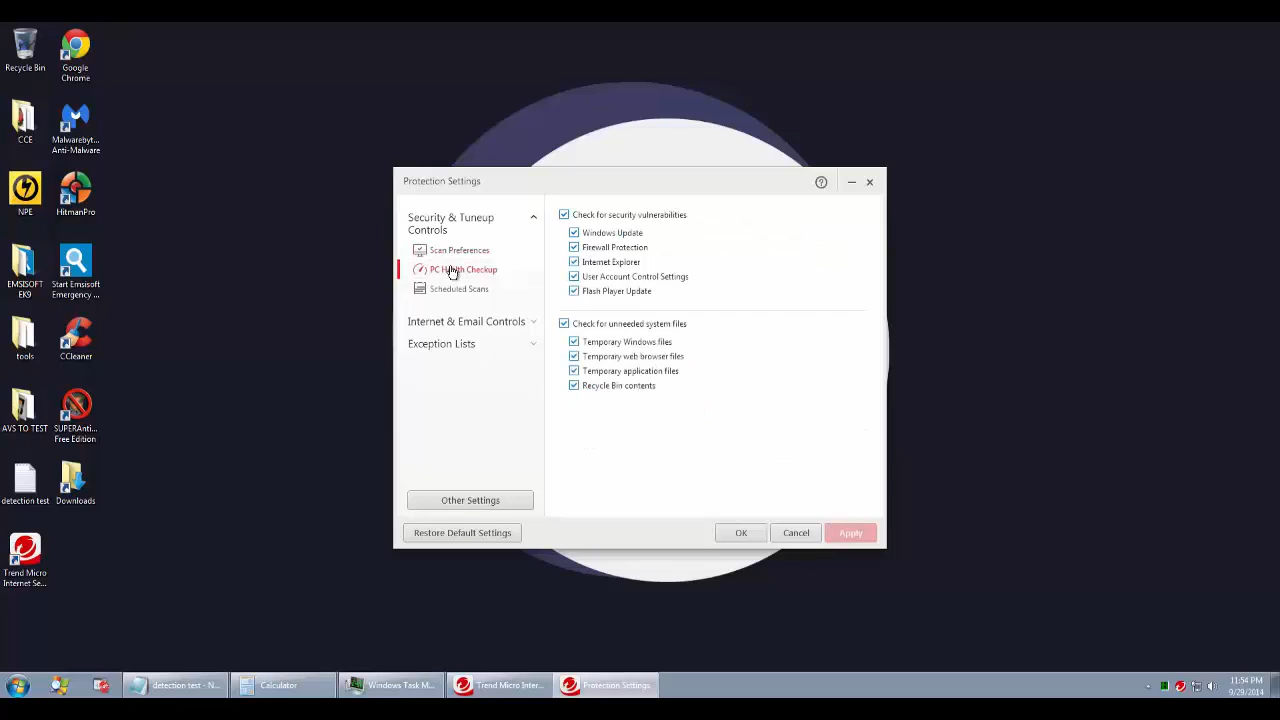 Recycle Bin
Google
Chrome
CCE
Malwarebyt...
Anti-Malware
NPE
HitmanPro
EMSISOFT
EK9
Start Emsisoft
Emergency ...
tools
CCleaner
AVS TO TEST
SUPERAnti...
Free Edition
detection test
Downloads
Trend Micro
Internet Se...
Protection Settings
Security & Tuneup
Controls
Scan Preferences
PC Health Checkup
Scheduled Scans
Internet & Email Controls
Exception Lists
Other Settings
Check for security vulnerabilities
Windows Update
Firewall Protection
Internet Explorer
User Account Control Settings
Flash Player Update
Check for unneeded system files
Temporary Windows files
Temporary web browser files
Temporary application files
Recycle Bin contents
Restore Default Settings
OK
Cancel
Apply
detection test - N...
Calculator
Windows Task M...
Trend Micro Inter...
Protection Settings
11:54 PM
9/29/2014